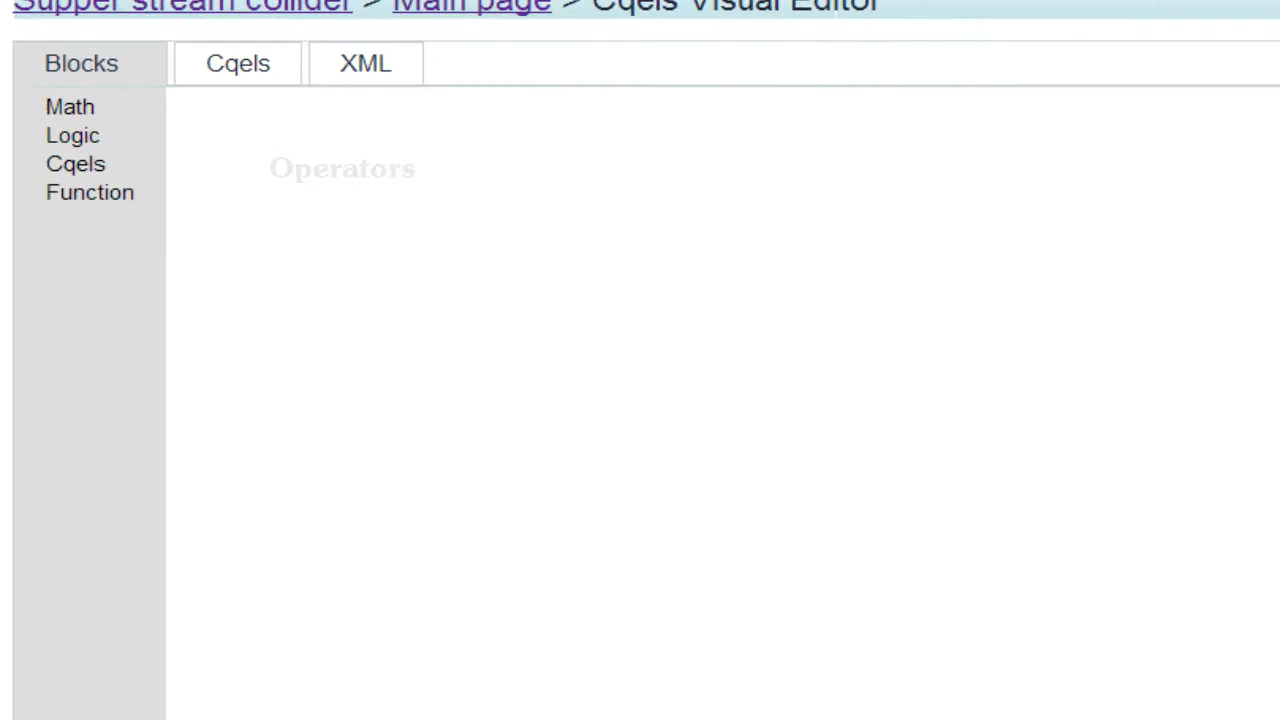 Supper stream collider > Main page > Cqels Visual Editor
Blocks Cqels XML
Math
Logic
Cqels
Function
Operators